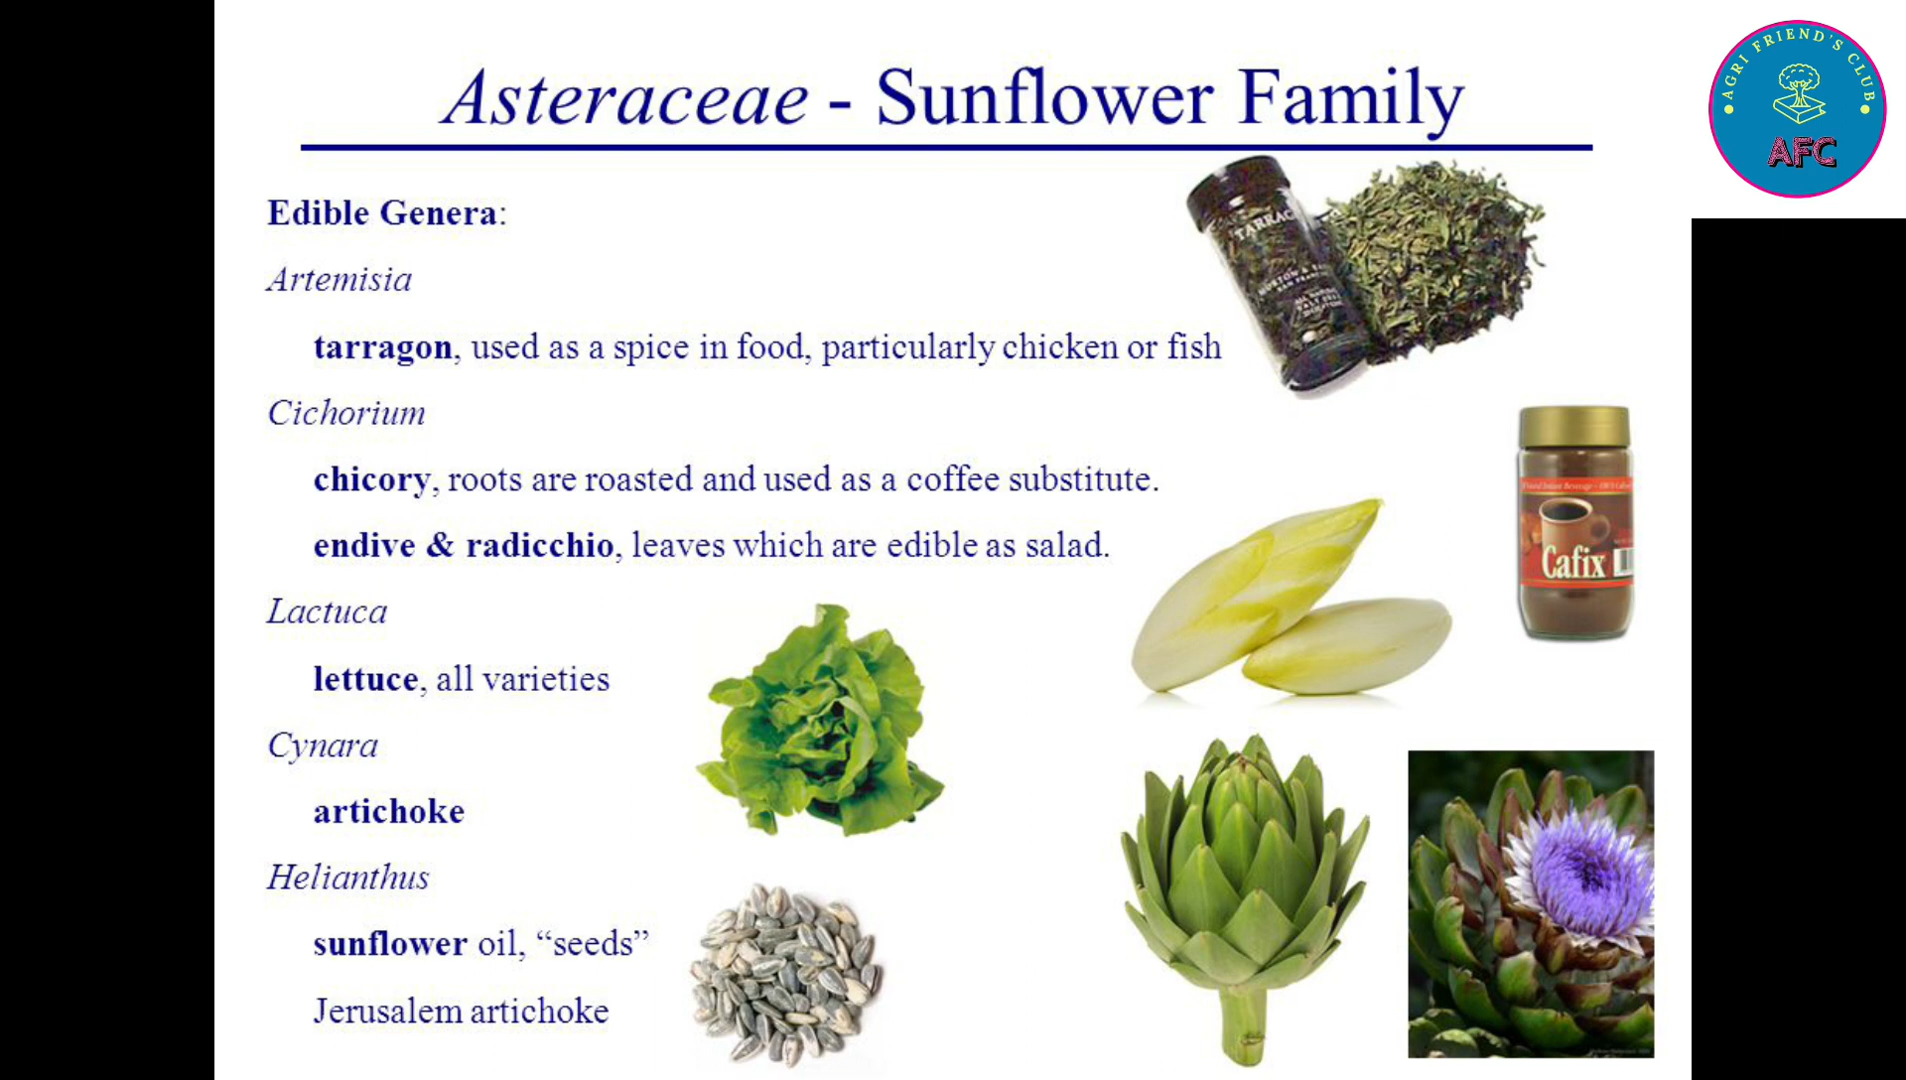 Asteraceae - Sunflower Family
AGRI FRIEND'S CLUB
AFC
Edible Genera:
Artemisia
tarragon, used as a spice in food, particularly chicken or fish
Cichorium
chicory, roots are roasted and used as a coffee substitute.
endive & radicchio, leaves which are edible as salad.
Lactuca
lettuce, all varieties
Cynara
artichoke
Helianthus
sunflower oil, “seeds”
Jerusalem artichoke
TARRAG
Cafix